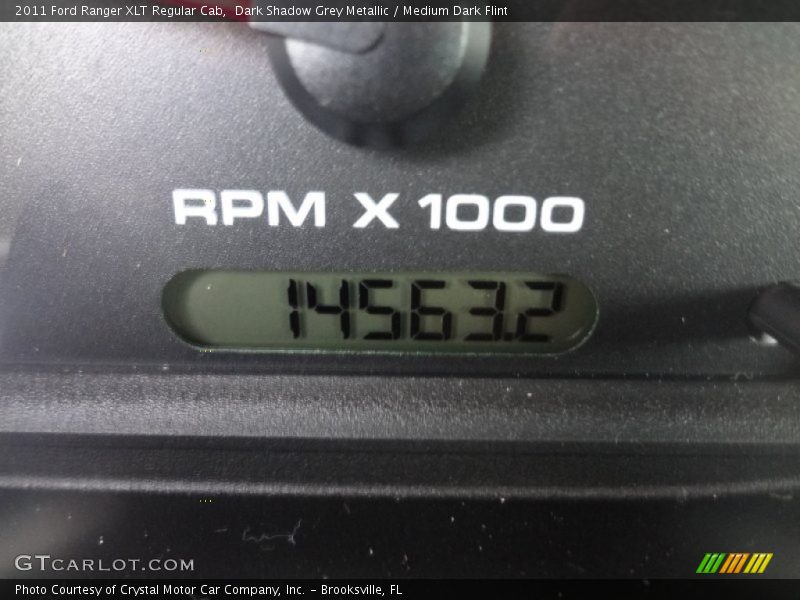 2011 Ford Ranger XLT Regular Cab,  Dark Shadow Grey Metallic / Medium Dark Flint
RPM X 1000
14563.2
GTCARLOT.COM
Photo Courtesy of Crystal Motor Car Company, Inc. – Brooksville, FL